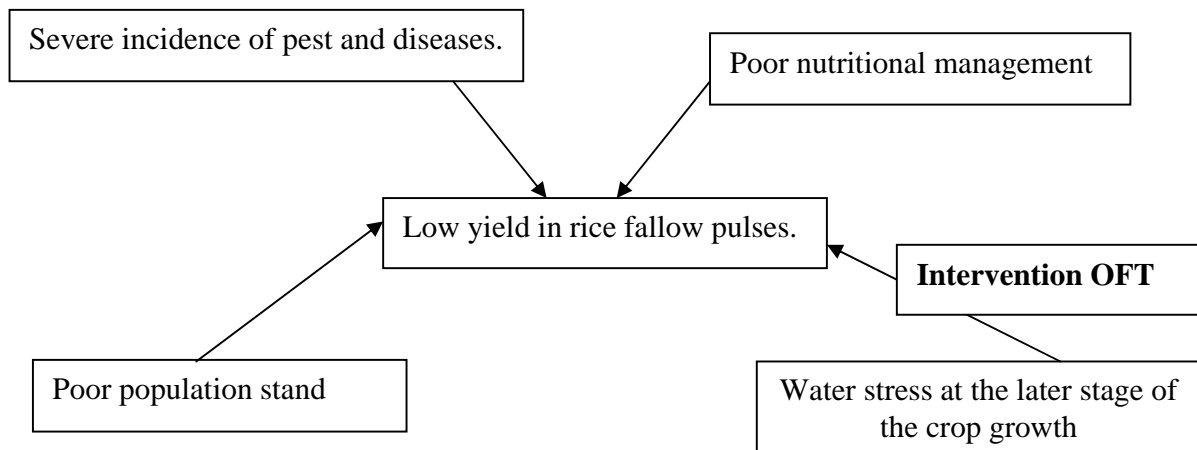 Severe incidence of pest and diseases.
Poor nutritional management
Low yield in rice fallow pulses.
Intervention OFT
Poor population stand
Water stress at the later stage of
the crop growth